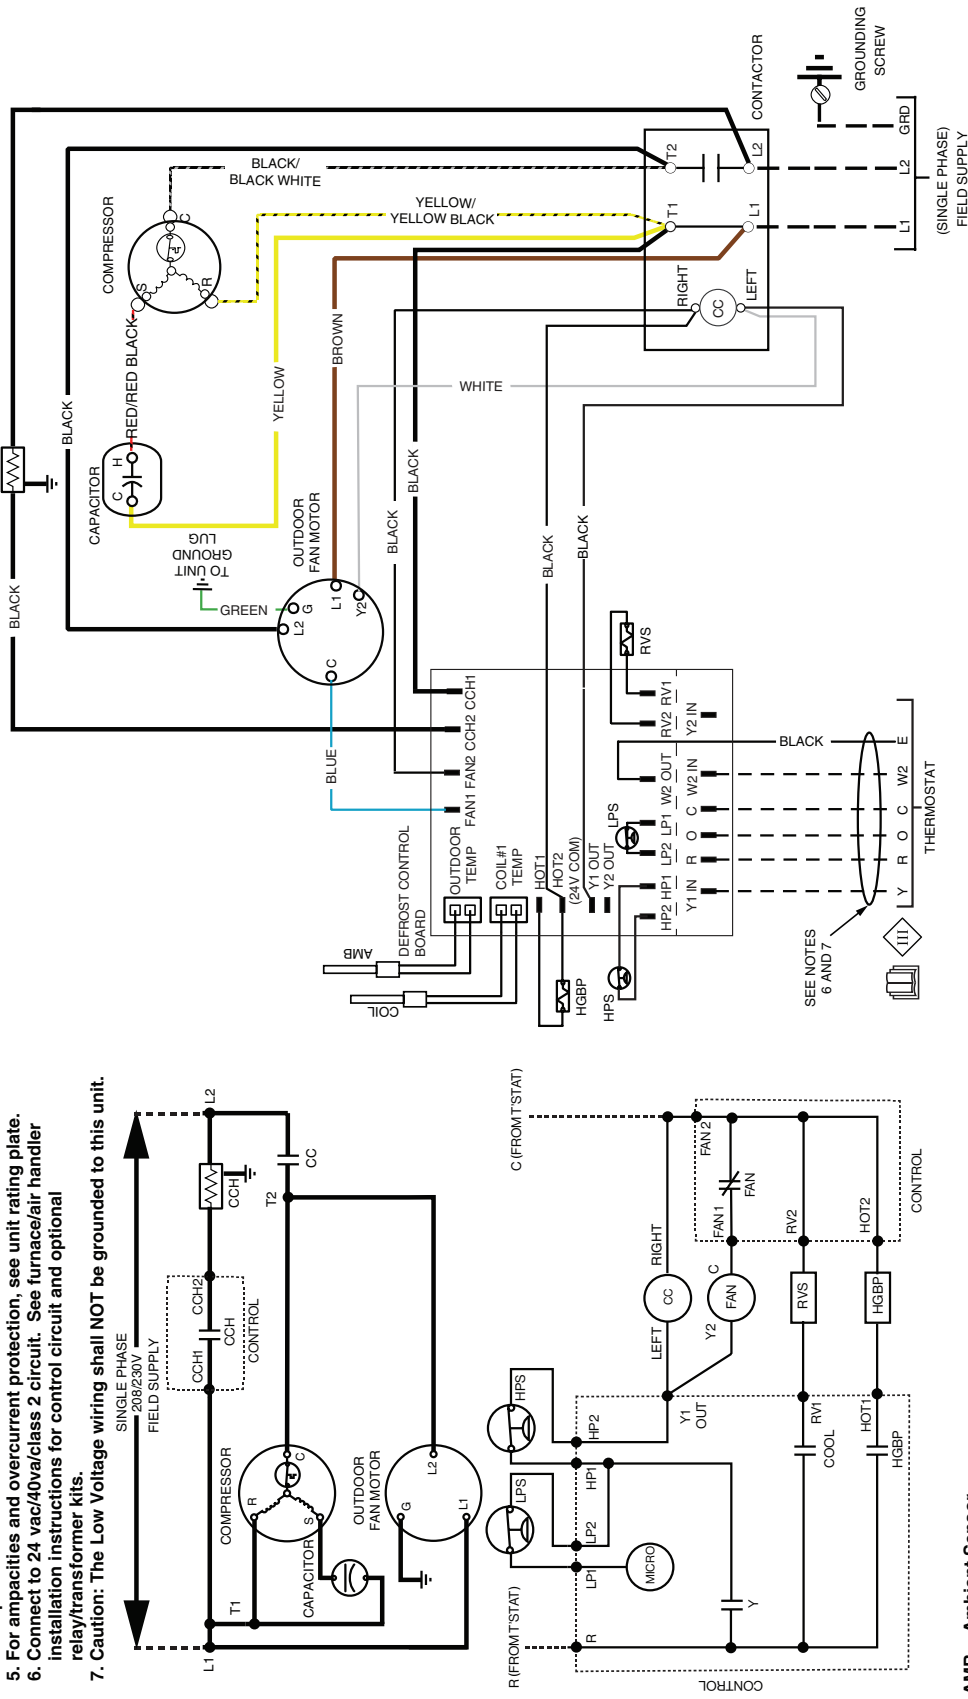 5. For ampacities and overcurrent protection, see unit rating plate.
6. Connect to 24 vac/40va/class 2 circuit.  See furnace/air handler
installation instructions for control circuit and optional
relay/transformer kits.
7. Caution: The Low Voltage wiring shall NOT be grounded to this unit.
SINGLE PHASE
208/230V
FIELD SUPPLY
L1
L2
CCH1
CCH2
CCH
CONTROL
CCH
T1
T2
CC
COMPRESSOR
R
S
C
CAPACITOR
OUTDOOR
FAN MOTOR
G
L1
L2
R (FROM T'STAT)
C (FROM T'STAT)
R
LP1
LP2
LPS
HP1
HP2
HPS
MICRO
Y
Y1
OUT
LEFT
CC
RIGHT
Y2
FAN
C
FAN1
FAN 2
FAN
COOL
RV1
RVS
RV2
HGBP
HOT1
HGBP
HOT2
CONTROL
CONTROL
AMB Ambient Sensor
BLACK
BLACK
CAPACITOR
C
H
RED/RED BLACK
COMPRESSOR
S
R
C
BLACK/
BLACK WHITE
YELLOW/
YELLOW BLACK
YELLOW
BROWN
WHITE
TO UNIT
GROUND
LUG
GREEN
OUTDOOR
FAN MOTOR
G
L2
L1
Y2
C
BLUE
BLACK
BLACK
BLACK
BLACK
CONTACTOR
T2
L2
T1
L1
RIGHT
CC
LEFT
GROUNDING
SCREW
L1
L2
GRD
(SINGLE PHASE)
FIELD SUPPLY
AMB
COIL
DEFROST CONTROL
BOARD
OUTDOOR
TEMP
COIL#1
TEMP
FAN1
FAN2
CCH2
CCH1
HOT1
HOT2
(24V COM)
Y1 OUT
Y2 OUT
HGBP
HPS
LPS
RVS
HP2
HP1
LP2
LP1
W2 OUT
RV2
RV1
Y1 IN
R
O
C
W2 IN
Y2 IN
BLACK
SEE NOTES
6 AND 7
Y
R
O
C
W2
E
THERMOSTAT
III